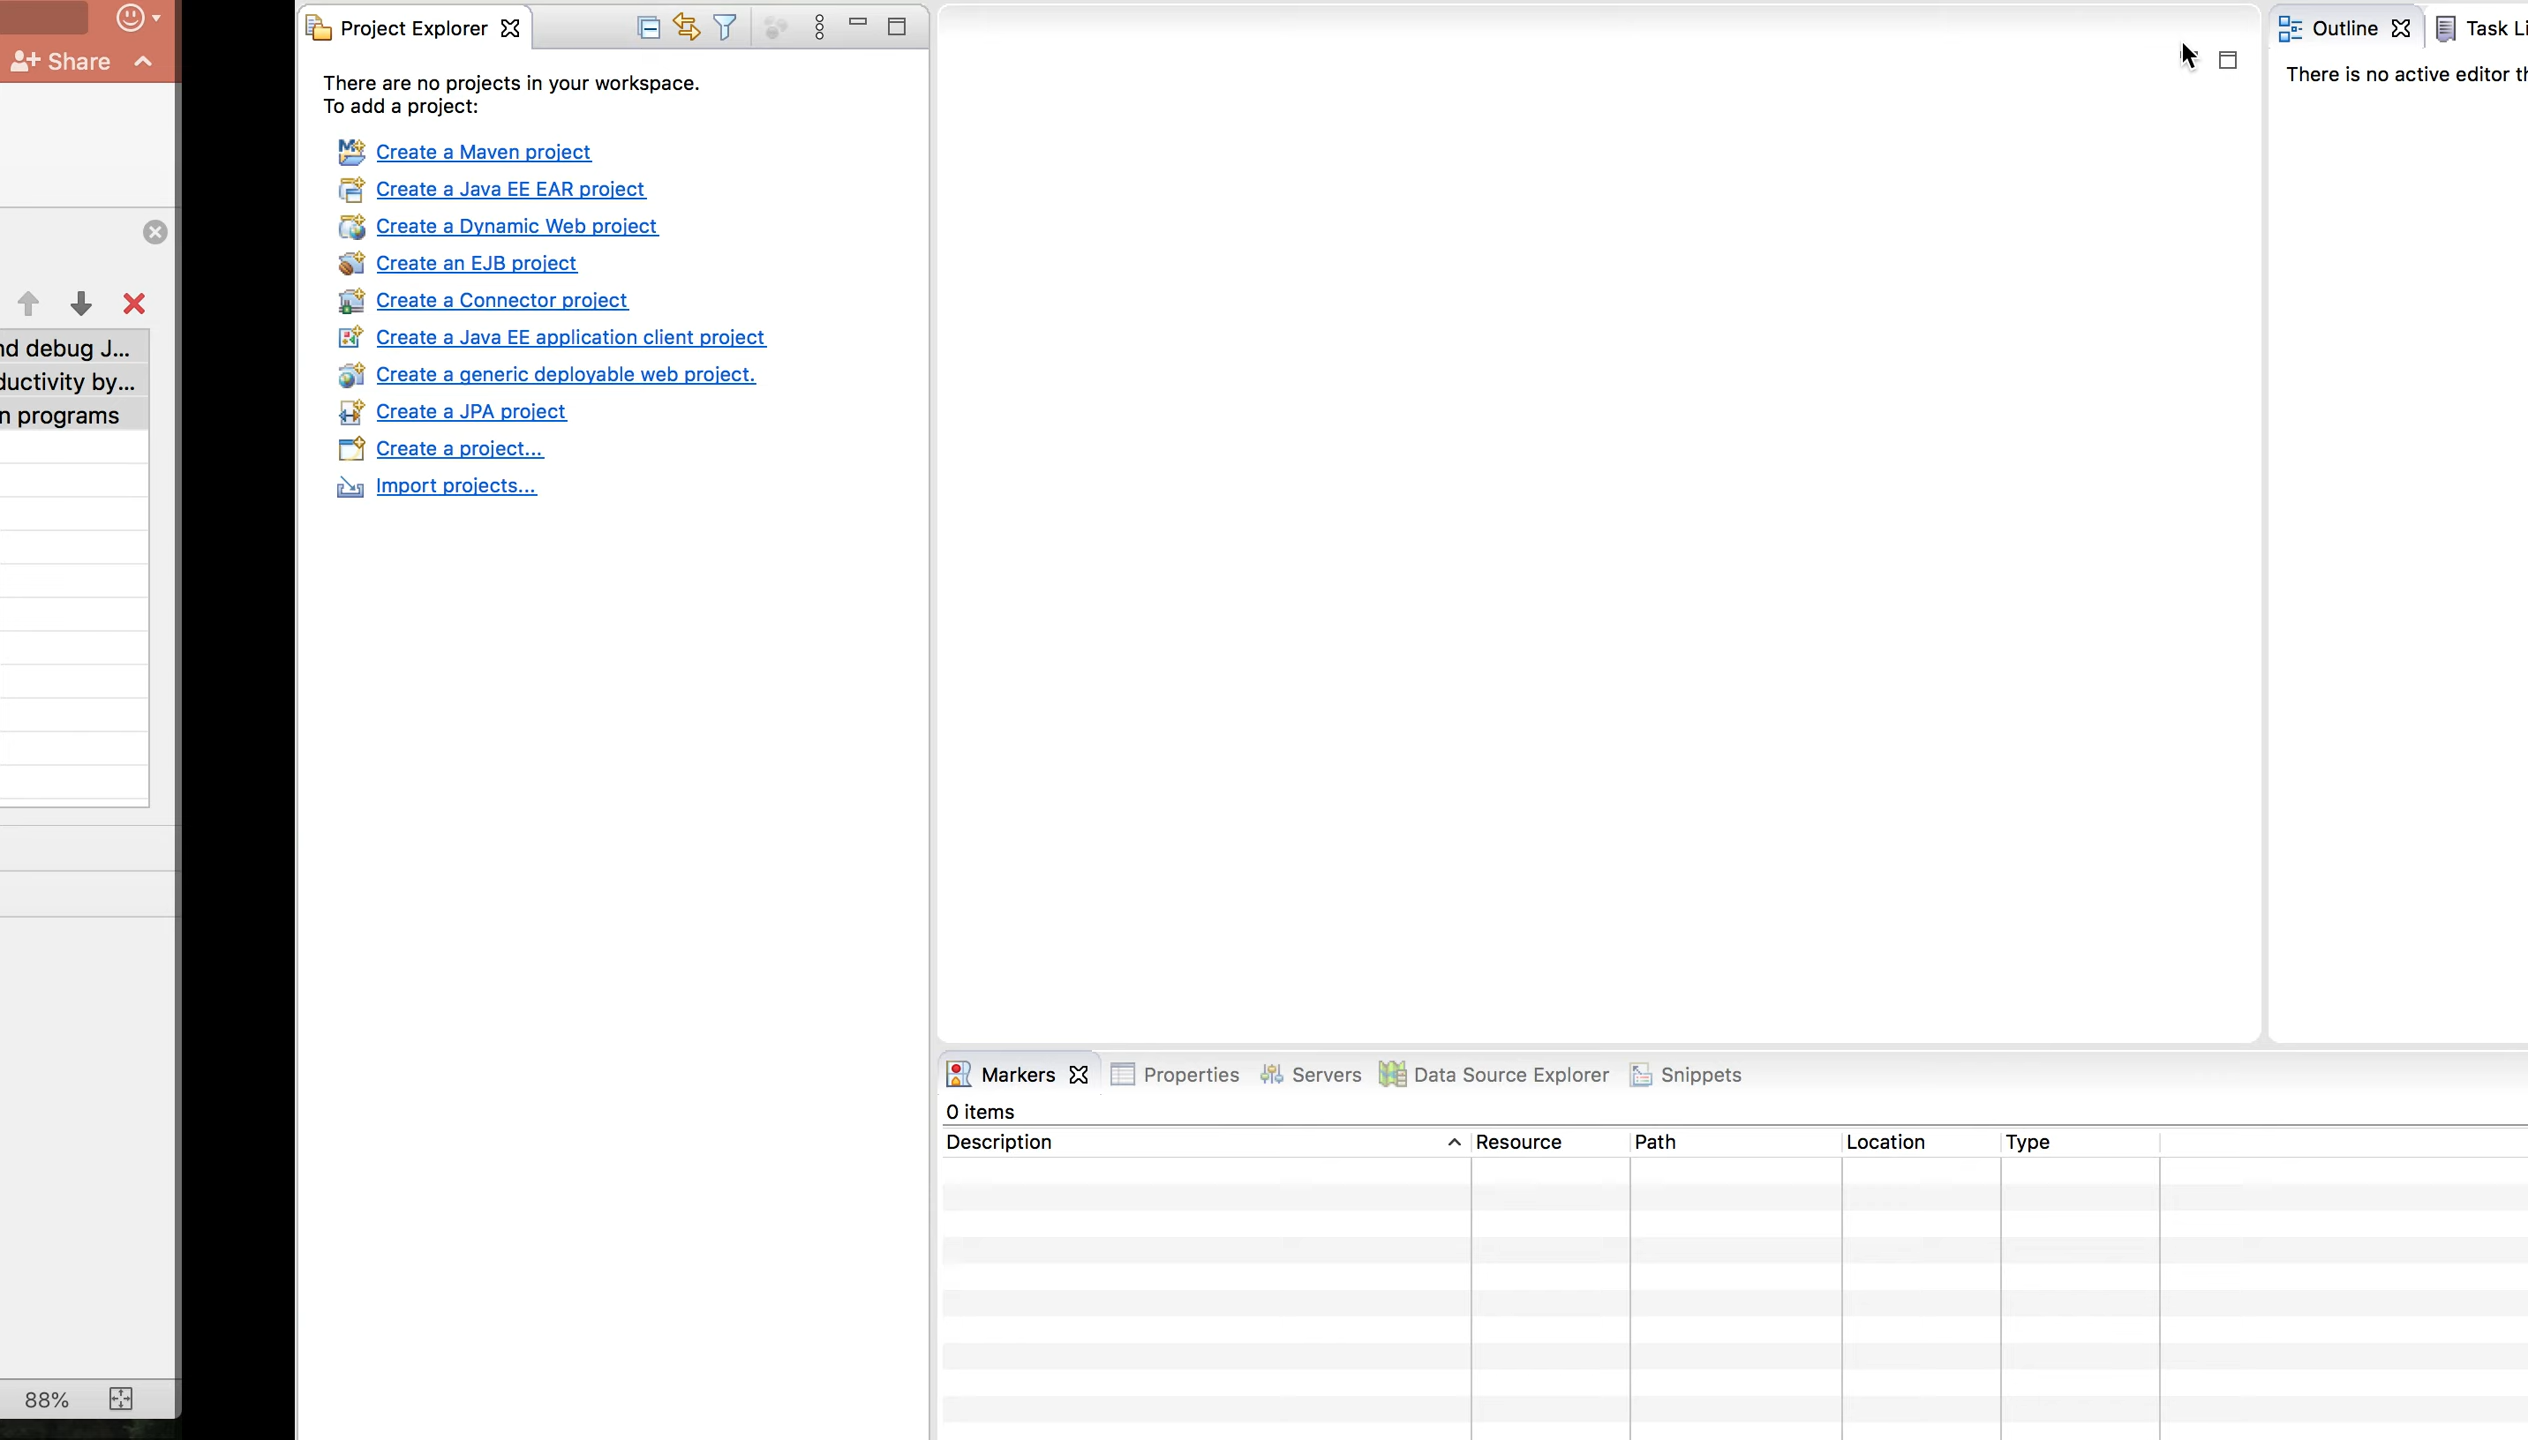 Share
nd debug J...
ductivity by...
n programs
88%
Project Explorer
There are no projects in your workspace.
To add a project:
Create a Maven project
Create a Java EE EAR project
Create a Dynamic Web project
Create an EJB project
Create a Connector project
Create a Java EE application client project
Create a generic deployable web project.
Create a JPA project
Create a project...
Import projects...
Outline Task Li
There is no active editor th
Markers Properties Servers Data Source Explorer Snippets
0 items
Description Resource Path Location Type